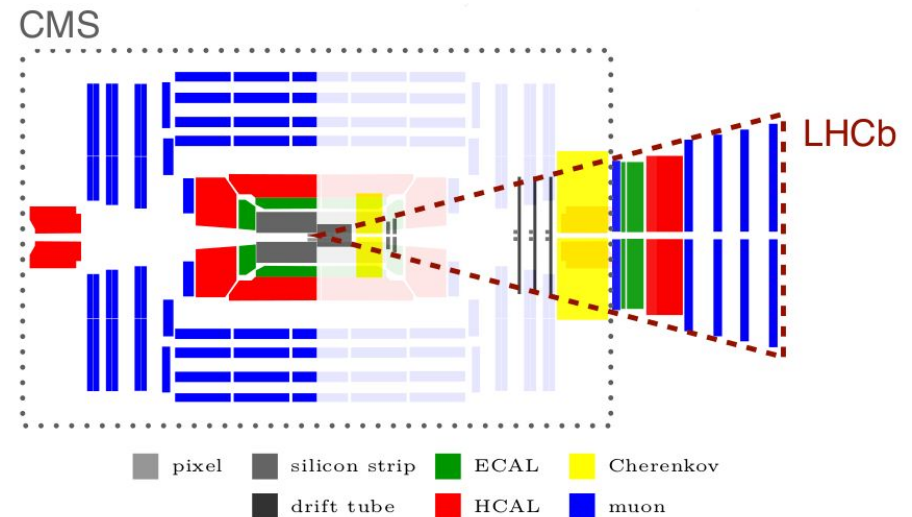 CMS
LHCb
pixel silicon strip ECAL Cherenkov
drift tube HCAL muon